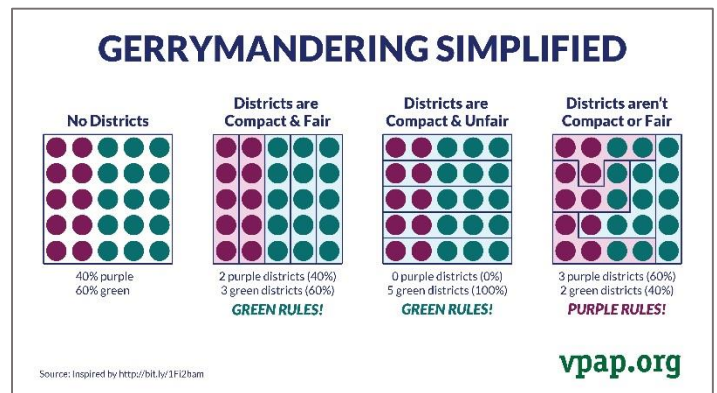 GERRYMANDERING SIMPLIFIED
No Districts
40% purple
60% green
Districts are
Compact & Fair
2 purple districts (40%)
3 green districts (60%)
GREEN RULES!
Districts are
Compact & Unfair
0 purple districts (0%)
5 green districts (100%)
GREEN RULES!
Districts aren't
Compact or Fair
3 purple districts (60%)
2 green districts (40%)
PURPLE RULES!
Source: Inspired by http://bit.ly/1Fi2ham
vpap.org